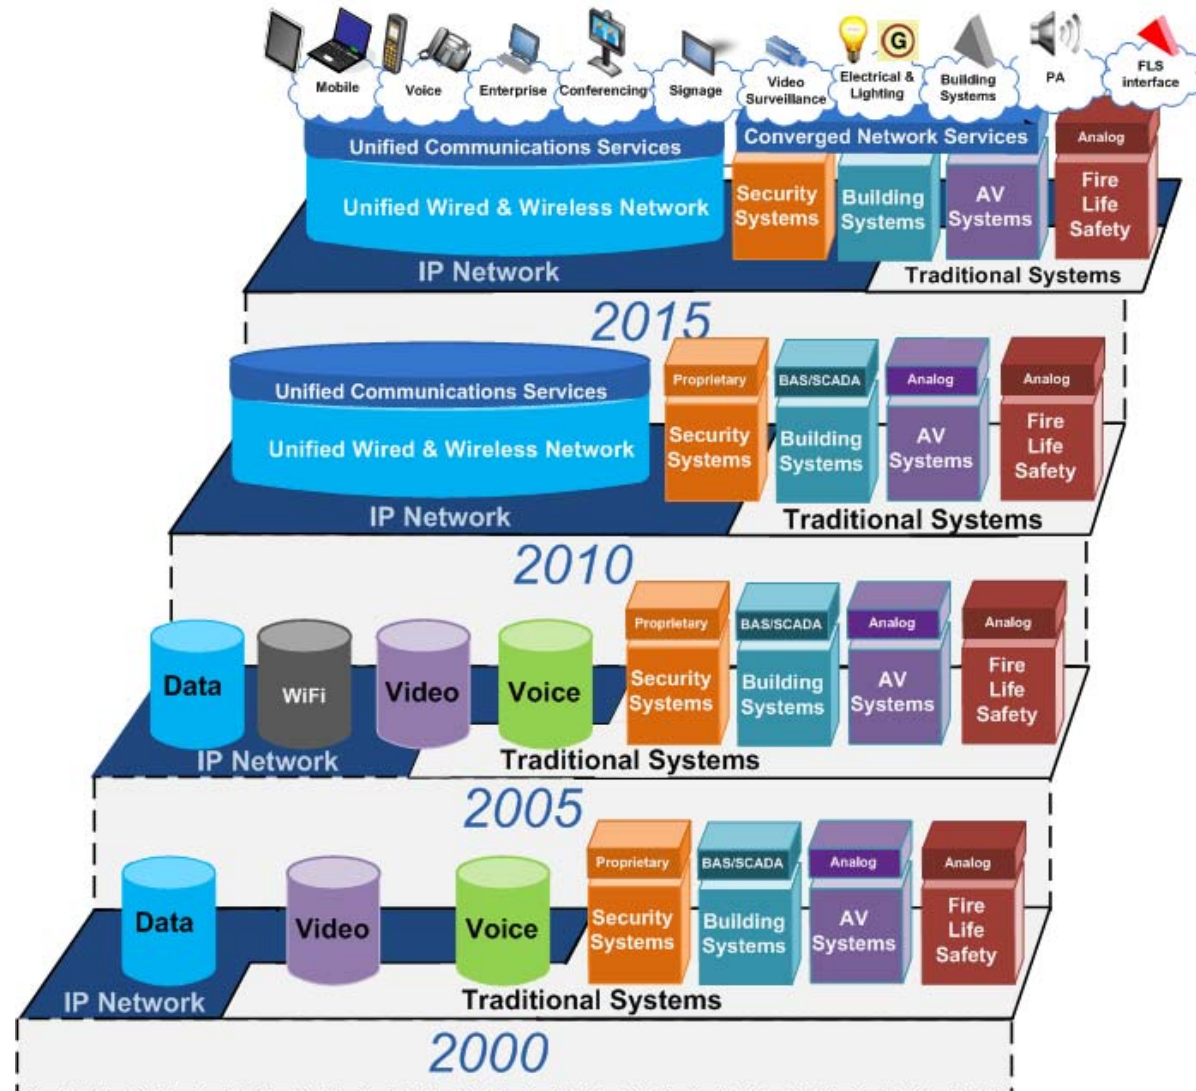 Mobile
Voice
Enterprise
Conferencing
Signage
Video
Surveillance
Electrical &
Lighting
G
Building
Systems
PA
FLS
interface
Unified Communications Services
Converged Network Services
Analog
Unified Wired & Wireless Network
Security
Systems
Building
Systems
AV
Systems
Fire
Life
Safety
IP Network
Traditional Systems
2015
Unified Communications Services
Proprietary
BAS/SCADA
Analog
Analog
Unified Wired & Wireless Network
Security
Systems
Building
Systems
AV
Systems
Fire
Life
Safety
IP Network
Traditional Systems
2010
Proprietary
BAS/SCADA
Analog
Analog
Data
WiFi
Video
Voice
Security
Systems
Building
Systems
AV
Systems
Fire
Life
Safety
IP Network
Traditional Systems
2005
Proprietary
BAS/SCADA
Analog
Analog
Data
Video
Voice
Security
Systems
Building
Systems
AV
Systems
Fire
Life
Safety
IP Network
Traditional Systems
2000